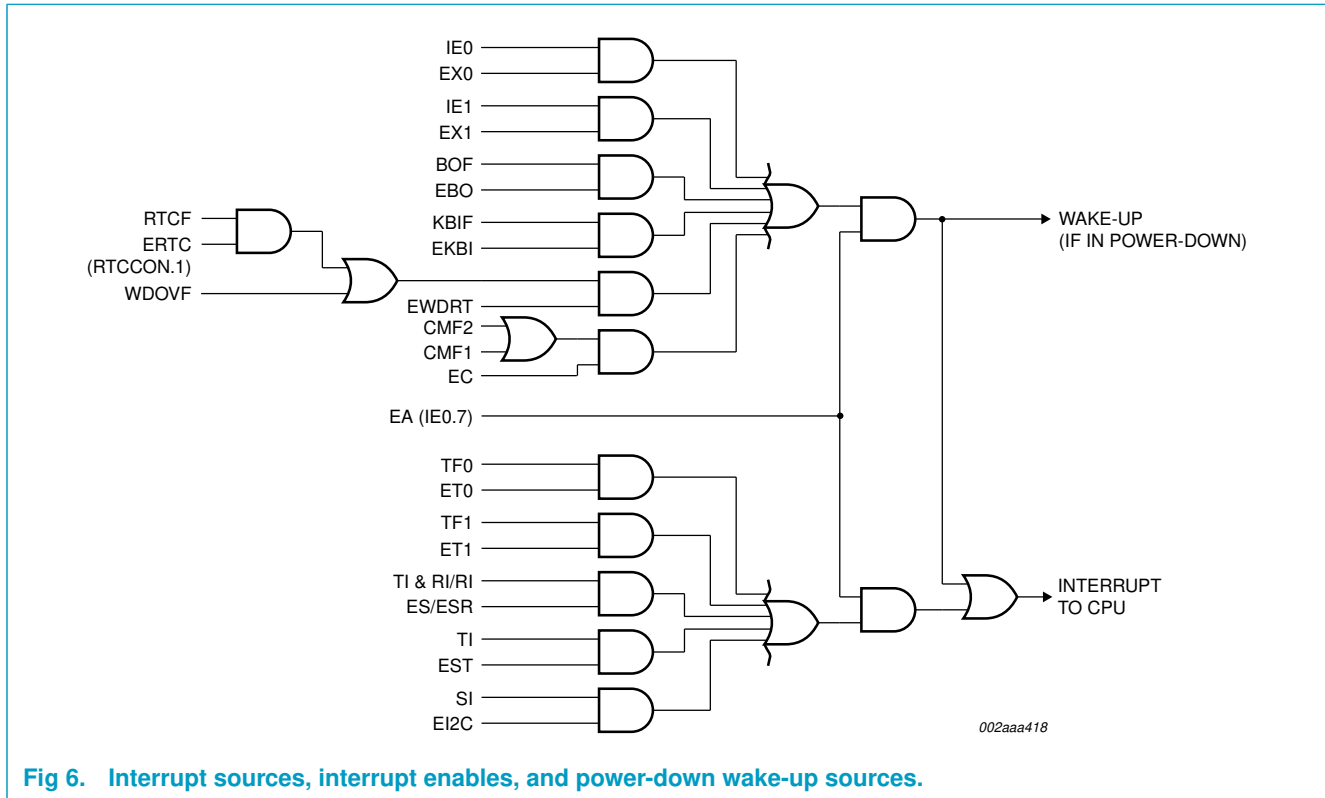 IE0
EX0
IE1
EX1
BOF
EBO
KBIF
EKBI
RTCF
ERTC
(RTCCON.1)
WDOVF
EWDRT
CMF2
CMF1
EC
EA (IE0.7)
TF0
ET0
TF1
ET1
TI & RI/RI
ES/ESR
TI
EST
SI
EI2C
WAKE-UP
(IF IN POWER-DOWN)
INTERRUPT
TO CPU
002aaa418
Fig 6. Interrupt sources, interrupt enables, and power-down wake-up sources.